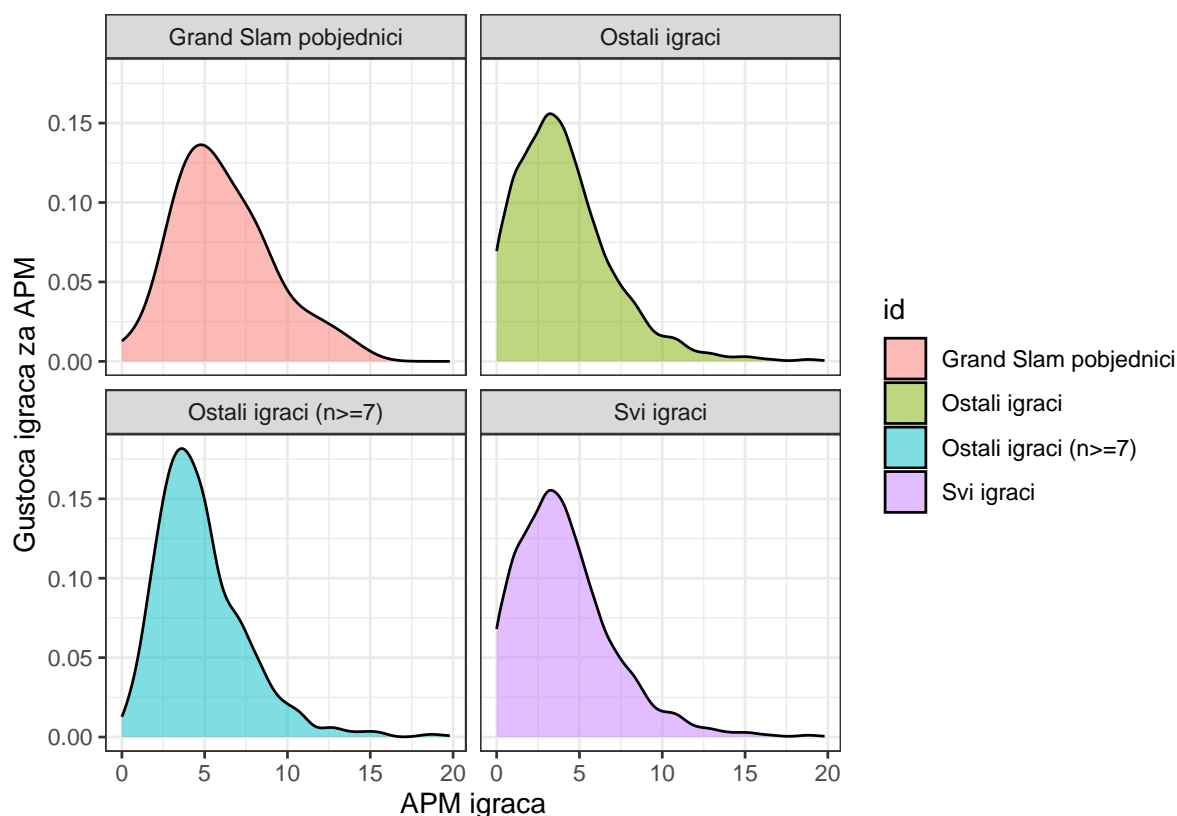 Grand Slam pobjednici
Ostali igraci
0.15
0.10
0.05
0.00
Ostali igraci (n>=7)
Svi igraci
0.15
0.10
0.05
0.00
0 5 10 15 20
0 5 10 15 20
APM igraca
Gustoca igraca za APM
id
Grand Slam pobjednici
Ostali igraci
Ostali igraci (n>=7)
Svi igraci